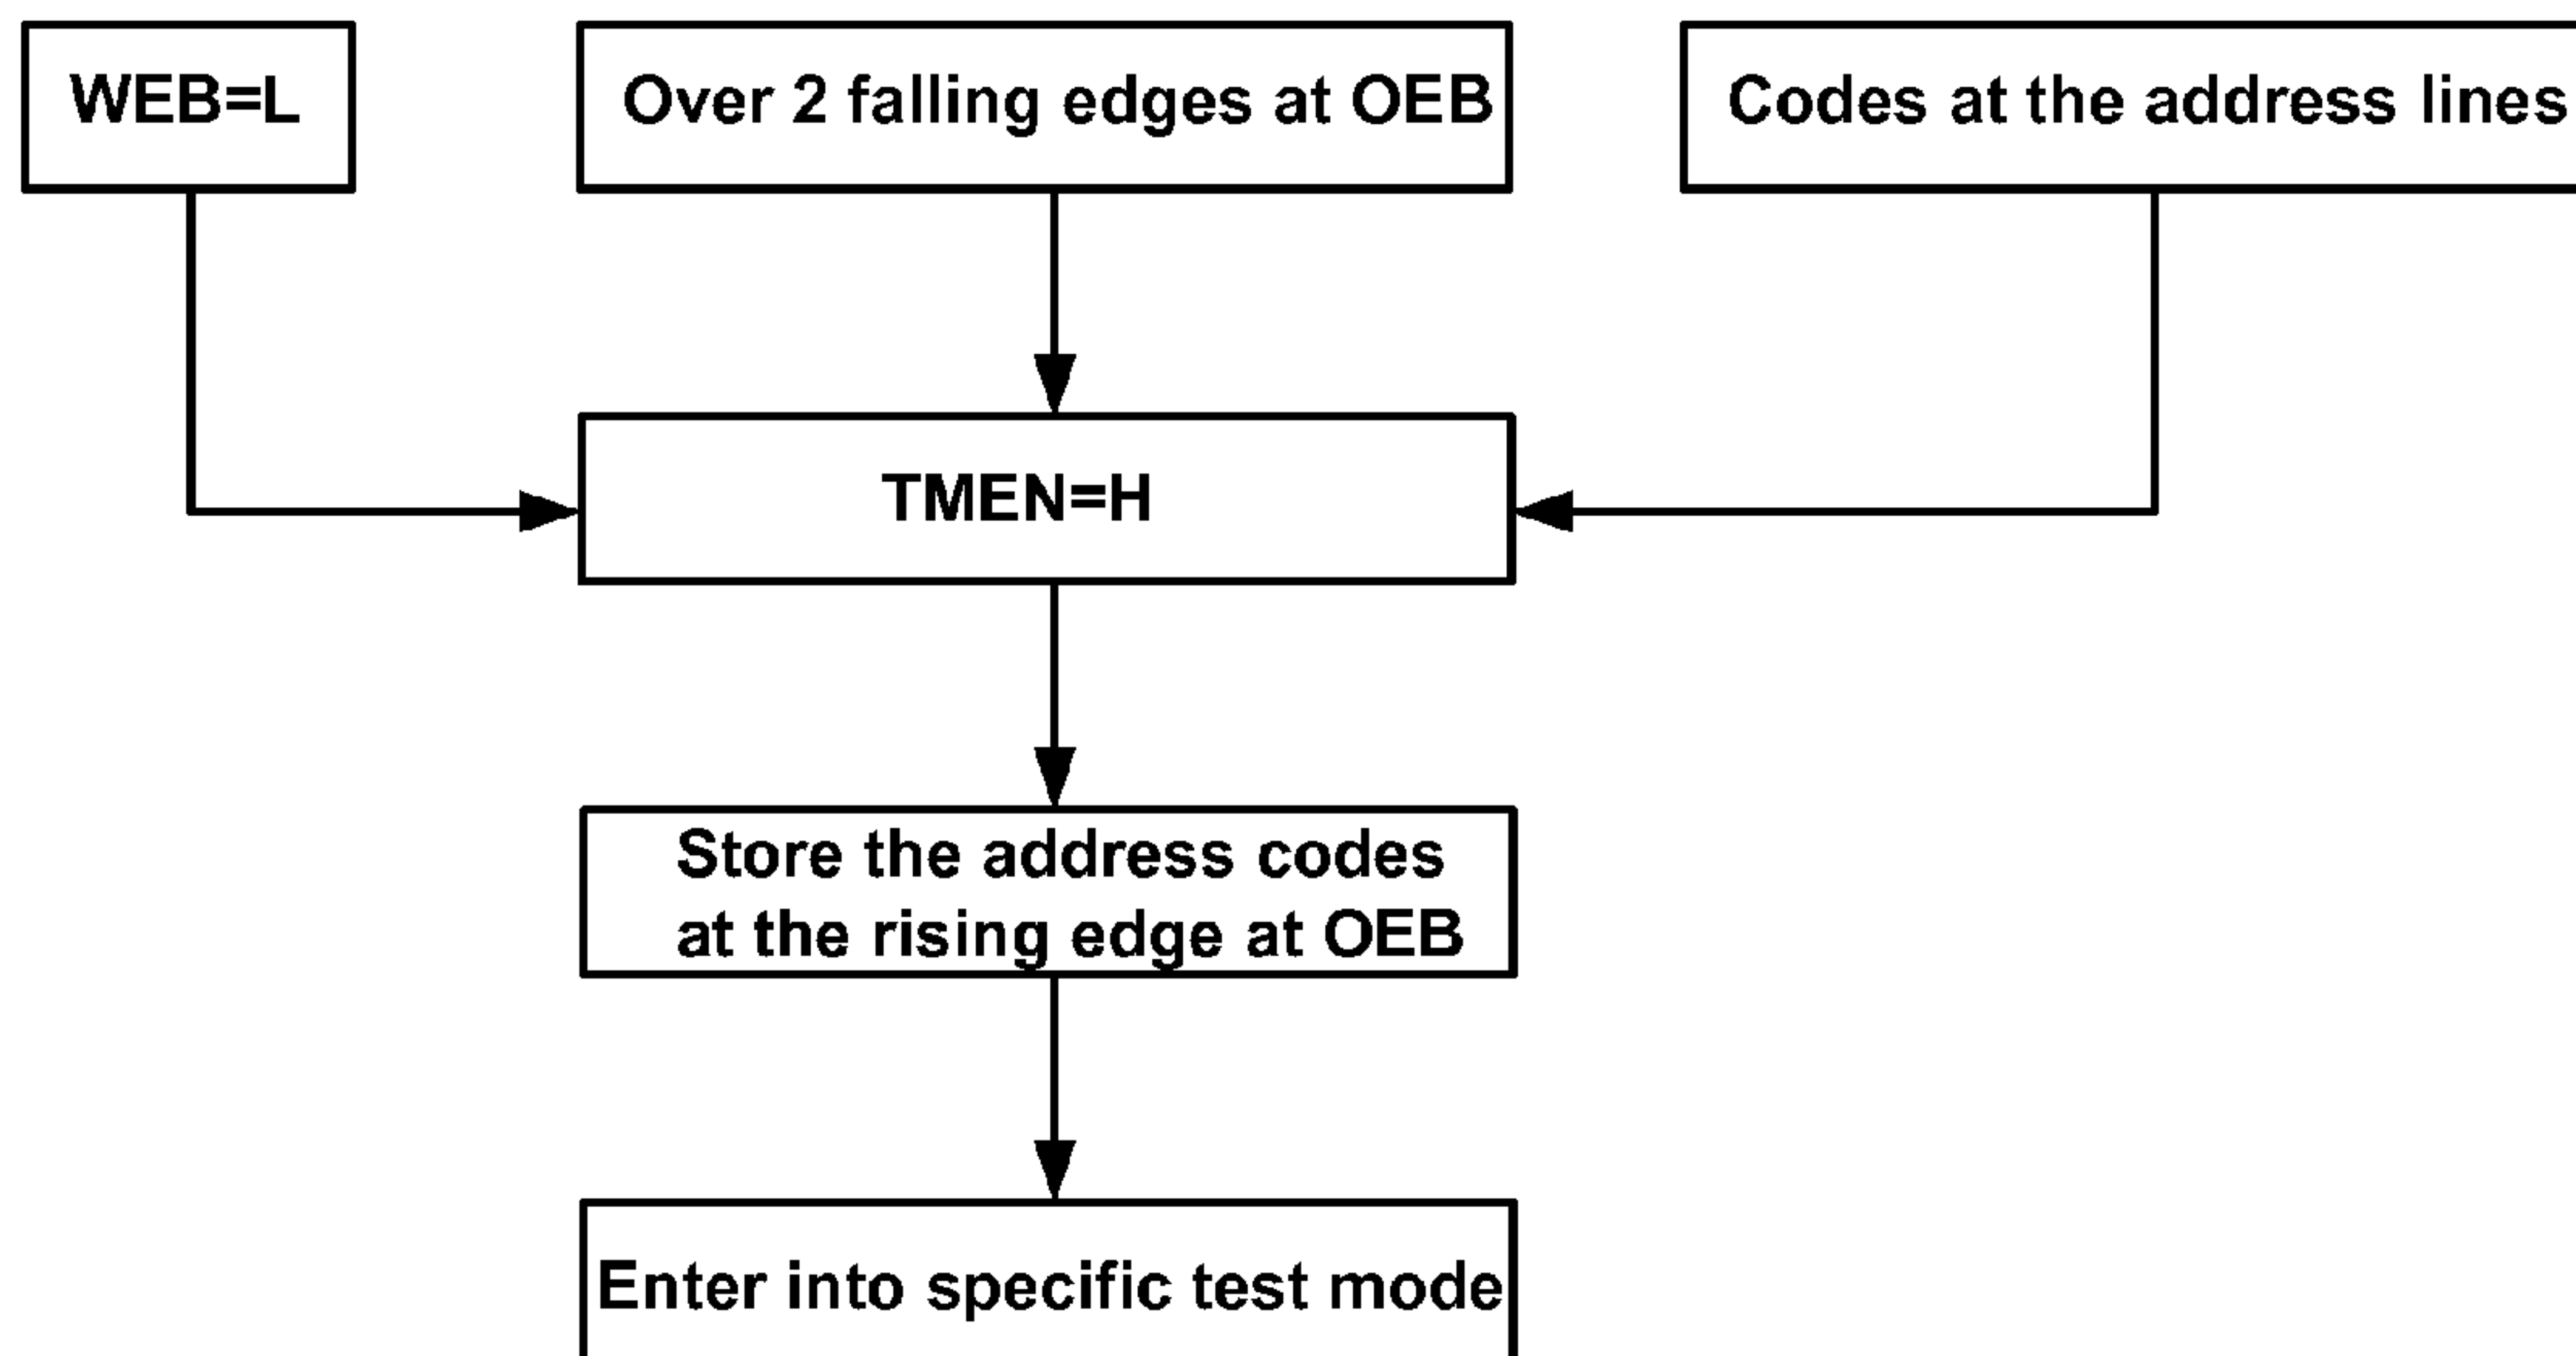 WEB=L
Over 2 falling edges at OEB
Codes at the address lines
TMEN=H
Store the address codes
at the rising edge at OEB
Enter into specific test mode